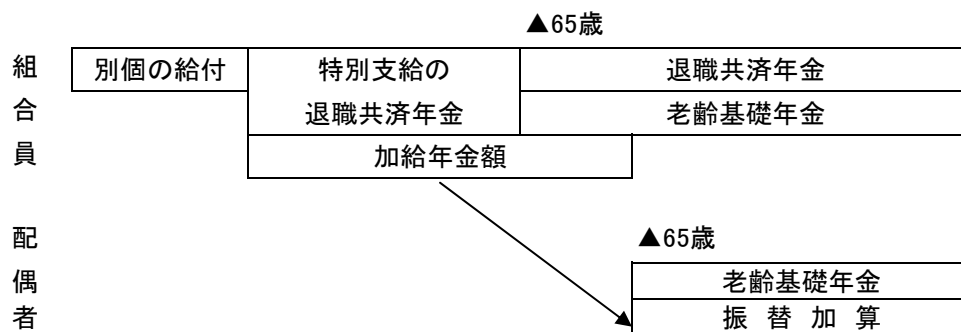 ▲65歳
組合員
別個の給付
特別支給の
退職共済年金
退職共済年金
老齢基礎年金
加給年金額
配偶者
▲65歳
老齢基礎年金
振替加算